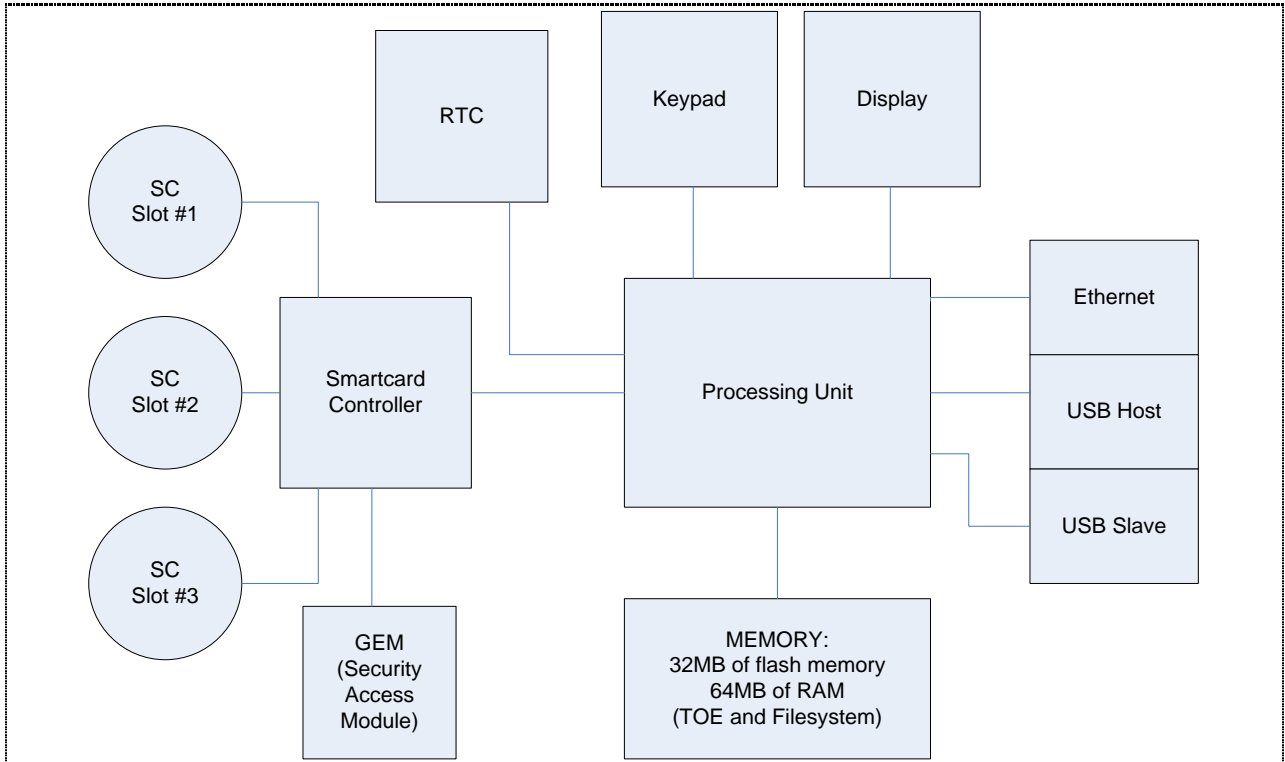 RTC
Keypad
Display
SC
Slot #1
SC
Slot #2
SC
Slot #3
Smartcard
Controller
Processing Unit
Ethernet
USB Host
USB Slave
GEM
(Security
Access
Module)
MEMORY:
32MB of flash memory
64MB of RAM
(TOE and Filesystem)